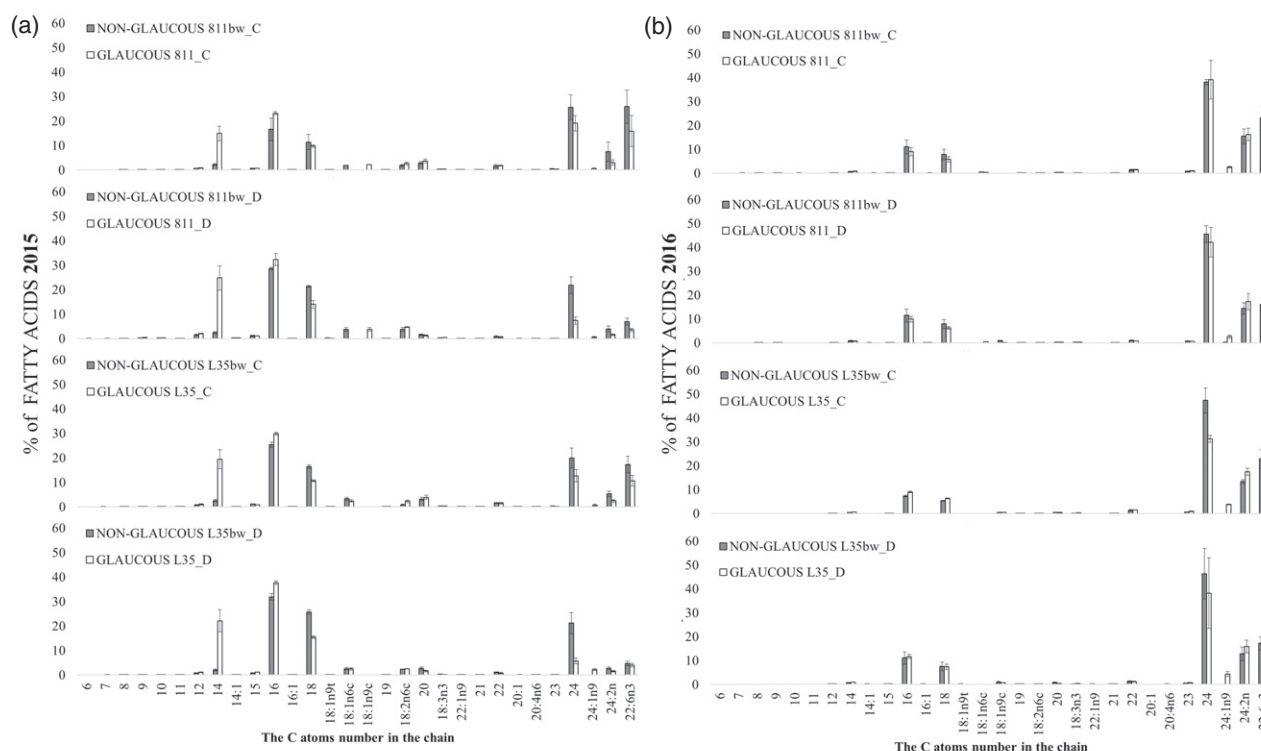 (a)
% of FATTY ACIDS 2015
60
50
40
30
20
10
0
NON-GLAUCOUS 811bw_C
GLAUCOUS 811_C
60
50
40
30
20
10
0
NON-GLAUCOUS 811bw_D
GLAUCOUS 811_D
60
50
40
30
20
10
0
NON-GLAUCOUS L35bw_C
GLAUCOUS L35_C
60
50
40
30
20
10
0
NON-GLAUCOUS L35bw_D
GLAUCOUS L35_D
6
7
8
9
10
11
12
14
14:1
15
16
16:1
18
18:1n9t
18:1n6c
18:1n9c
19
18:2n6c
20
18:3n3
22:1n9
21
22
20:1
20:4n6
23
24
24:1n9
24:2n
22:6n3
The C atoms number in the chain
(b)
% of FATTY ACIDS 2016
60
50
40
30
20
10
0
NON-GLAUCOUS 811bw_C
GLAUCOUS 811_C
60
50
40
30
20
10
0
NON-GLAUCOUS 811bw_D
GLAUCOUS 811_D
60
50
40
30
20
10
0
NON-GLAUCOUS L35bw_C
GLAUCOUS L35_C
60
50
40
30
20
10
0
NON-GLAUCOUS L35bw_D
GLAUCOUS L35_D
6
7
8
9
10
11
12
14
14:1
15
16
16:1
18
18:1n9t
18:1n6c
18:1n9c
19
18:2n6c
20
18:3n3
22:1n9
21
22
20:1
20:4n6
23
24
24:1n9
24:2n
The C atoms number in the chain